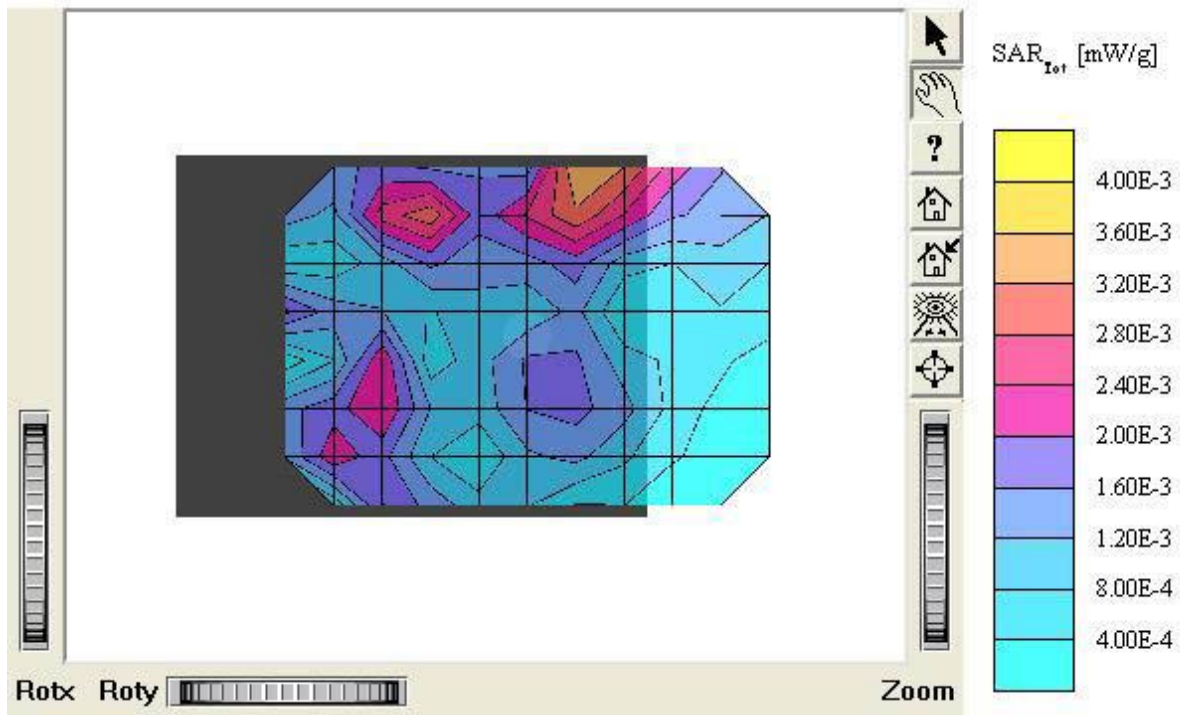 SAR_Tot [mW/g]
?
4.00E-3
3.60E-3
3.20E-3
2.80E-3
2.40E-3
2.00E-3
1.60E-3
1.20E-3
8.00E-4
4.00E-4
Rotx Roty Zoom